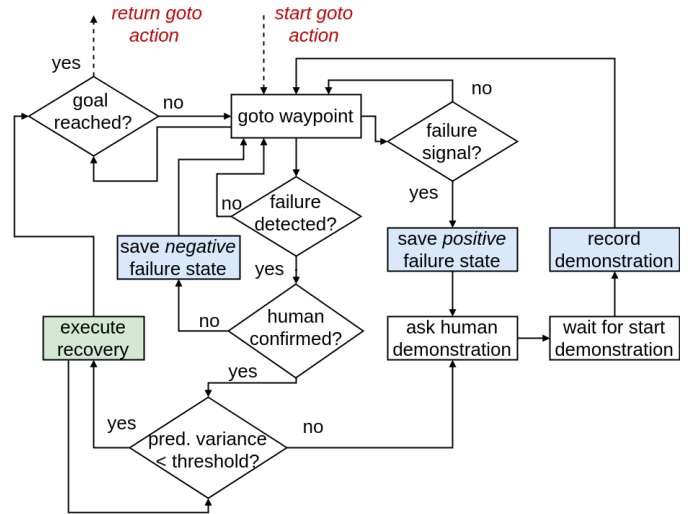 return goto
action
start goto
action
yes
goal
reached?
no
goto waypoint
no
failure
signal?
yes
no
failure
detected?
yes
save negative
failure state
save positive
failure state
record
demonstration
no
human
confirmed?
yes
execute
recovery
ask human
demonstration
wait for start
demonstration
yes
pred. variance
< threshold?
no